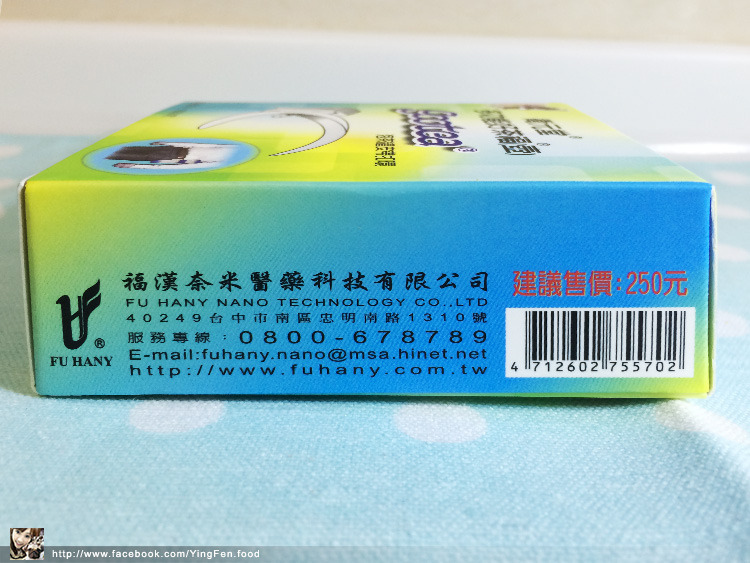 福漢奈米醫藥科技有限公司
FU HANY NANO TECHNOLOGY CO.,LTD
40249台中市南區忠明南路1310號
服務專線:0800-678789
E-mail:fuhany.nano@msa.hinet.net
http://www.fuhany.com.tw
®
FU HANY
建議售價:250元
4 712602 755702
http://www.facebook.com/YingFen.food